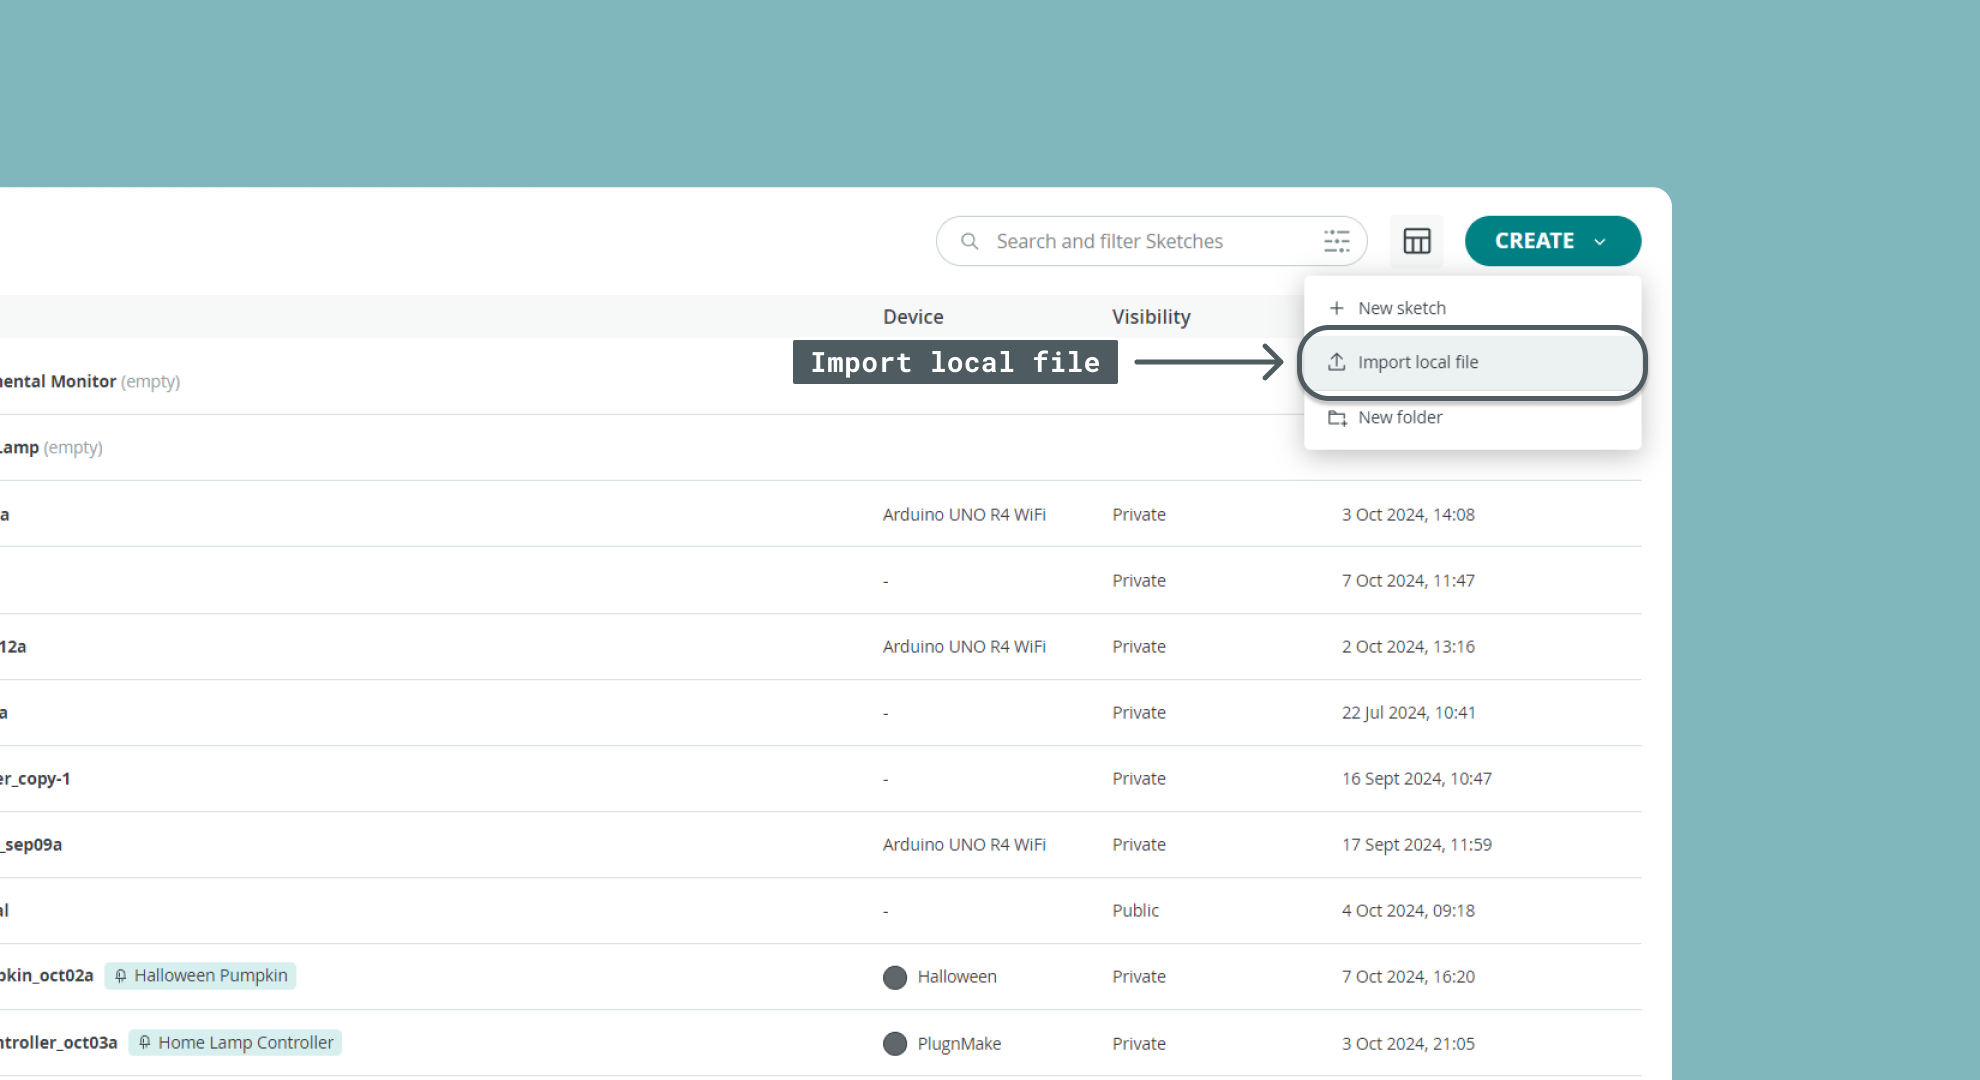 Search and filter Sketches
CREATE
New sketch
Device Visibility
Import local file
Import local file
ental Monitor (empty)
New folder
amp (empty)
a Arduino UNO R4 WiFi Private 3 Oct 2024, 14:08
- Private 7 Oct 2024, 11:47
12a Arduino UNO R4 WiFi Private 2 Oct 2024, 13:16
a - Private 22 Jul 2024, 10:41
er_copy-1 - Private 16 Sept 2024, 10:47
_sep09a Arduino UNO R4 WiFi Private 17 Sept 2024, 11:59
al - Public 4 Oct 2024, 09:18
pkin_oct02a Halloween Pumpkin Halloween Private 7 Oct 2024, 16:20
ntroller_oct03a Home Lamp Controller PlugnMake Private 3 Oct 2024, 21:05